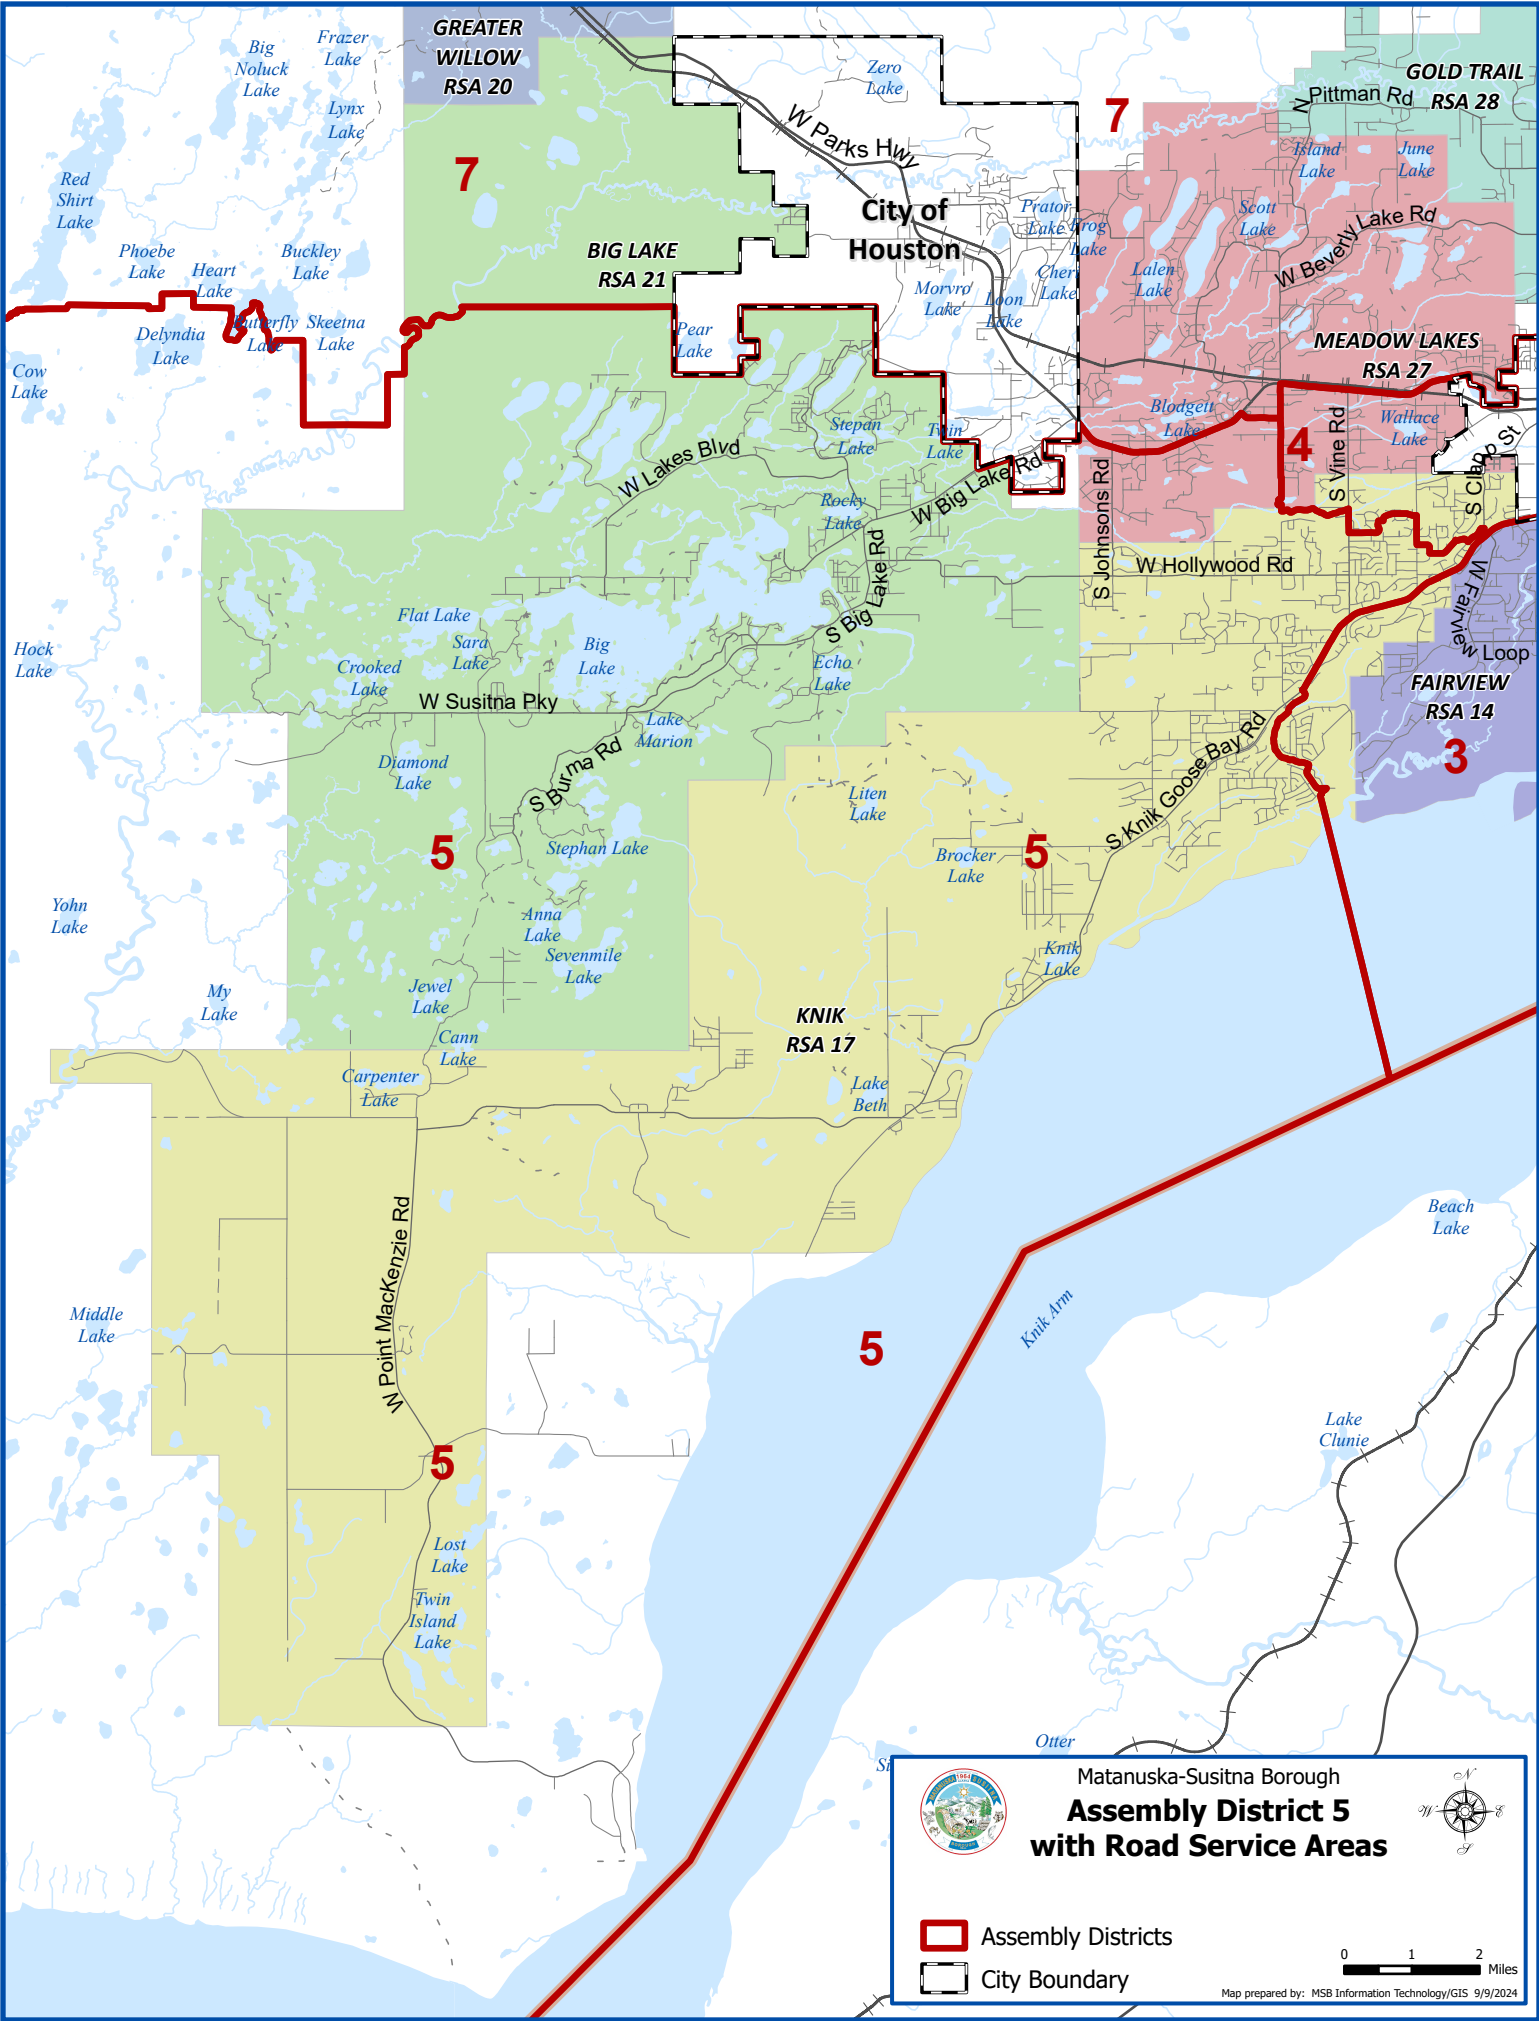 GREATER
WILLOW
RSA 20
Big
Noluck
Lake
Frazer
Lake
Lynx
Lake
Zero
Lake
7
GOLD TRAIL
RSA 28
N Pittman Rd
W Parks Hwy
7
Red
Shirt
Lake
Island
Lake
June
Lake
City of
Houston
Prator
Lake
Frog
Lake
Scott
Lake
W Beverly Lake Rd
Phoebe
Lake
Heart
Lake
Buckley
Lake
BIG LAKE
RSA 21
Morvro
Lake
Loon
Lake
Cheri
Lake
Lalen
Lake
Delyndia
Lake
Butterfly
Lake
Skeetna
Lake
Pear
Lake
MEADOW LAKES
RSA 27
Cow
Lake
Blodgett
Lake
Wallace
Lake
4
S Vine Rd
S Clapp St
Stepan
Lake
Twin
Lake
W Lakes Blvd
W Big Lake Rd
Rocky
Lake
S Johnsons Rd
W Hollywood Rd
S Big Lake Rd
W Fairview Loop
Flat Lake
Sara
Lake
Big
Lake
Hock
Lake
Crooked
Lake
Echo
Lake
FAIRVIEW
RSA 14
3
W Susitna Pky
Lake
Marion
S Burma Rd
Diamond
Lake
S Knik Goose Bay Rd
Liten
Lake
5
Stephan Lake
Brocker
Lake
5
Yohn
Lake
Anna
Lake
Sevenmile
Lake
Knik
Lake
My
Lake
Jewel
Lake
KNIK
RSA 17
Cann
Lake
Carpenter
Lake
Lake
Beth
W Point MacKenzie Rd
Beach
Lake
Middle
Lake
5
Knik Arm
Lake
Clunie
5
Lost
Lake
Twin
Island
Lake
Otter
Si
Matanuska-Susitna Borough
Assembly District 5
with Road Service Areas
N
W E
S
Assembly Districts
City Boundary
0 1 2
Miles
Map prepared by: MSB Information Technology/GIS 9/9/2024